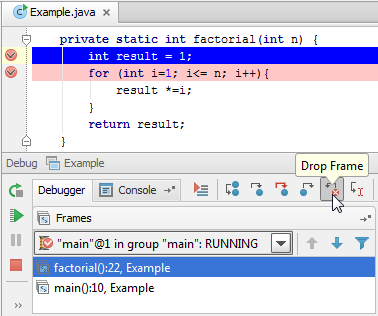 Example.java ×
private static int factorial(int n) {
int result = 1;
for (int i=1; i<= n; i++){
result *=i;
}
return result;
}
Debug Example
Drop Frame
Debugger Console
Frames
"main"@1 in group "main": RUNNING
factorial():22, Example
main():10, Example